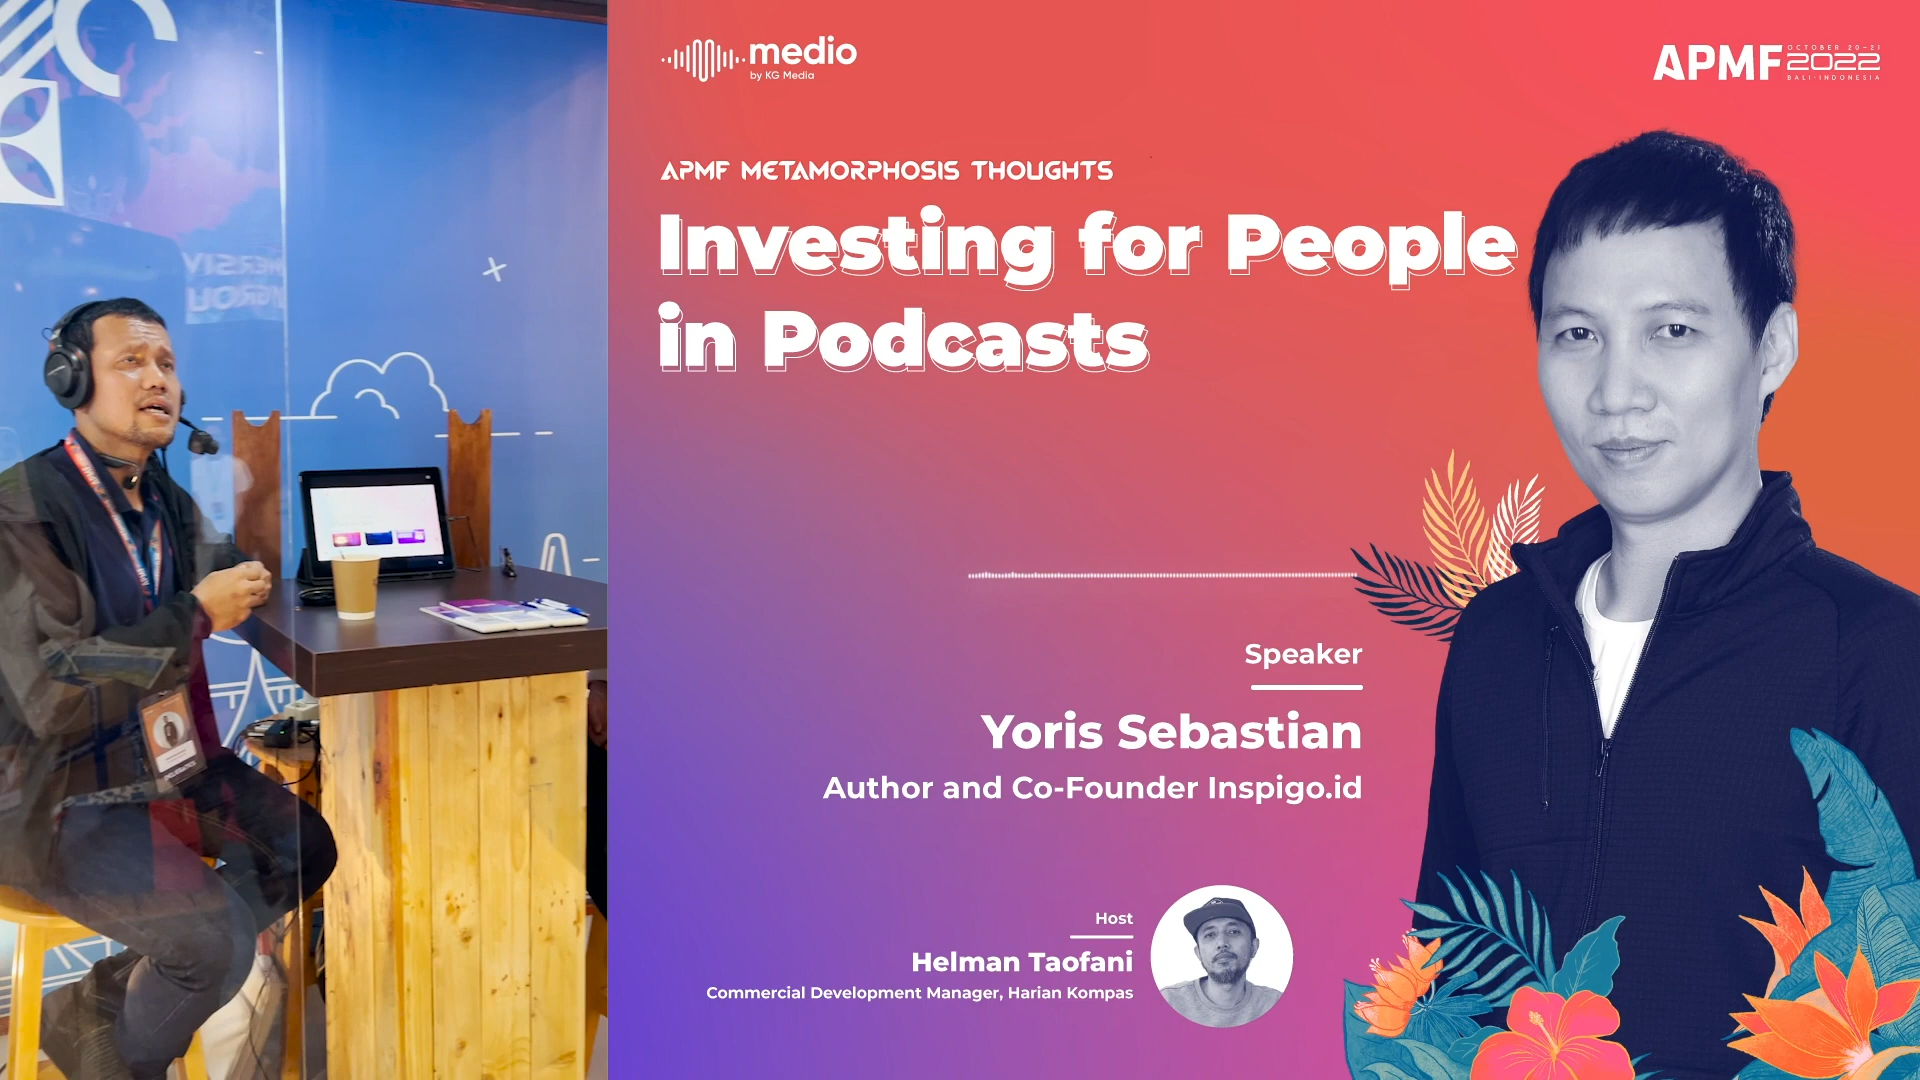 medio
by KG Media
APMF
OCTOBER 20-21
2022
BALI-INDONESIA
APMF METAMORPHOSIS THOUGHTS
Investing for People
in Podcasts
Speaker
Yoris Sebastian
Author and Co-Founder Inspigo.id
Host
Helman Taofani
Commercial Development Manager, Harian Kompas